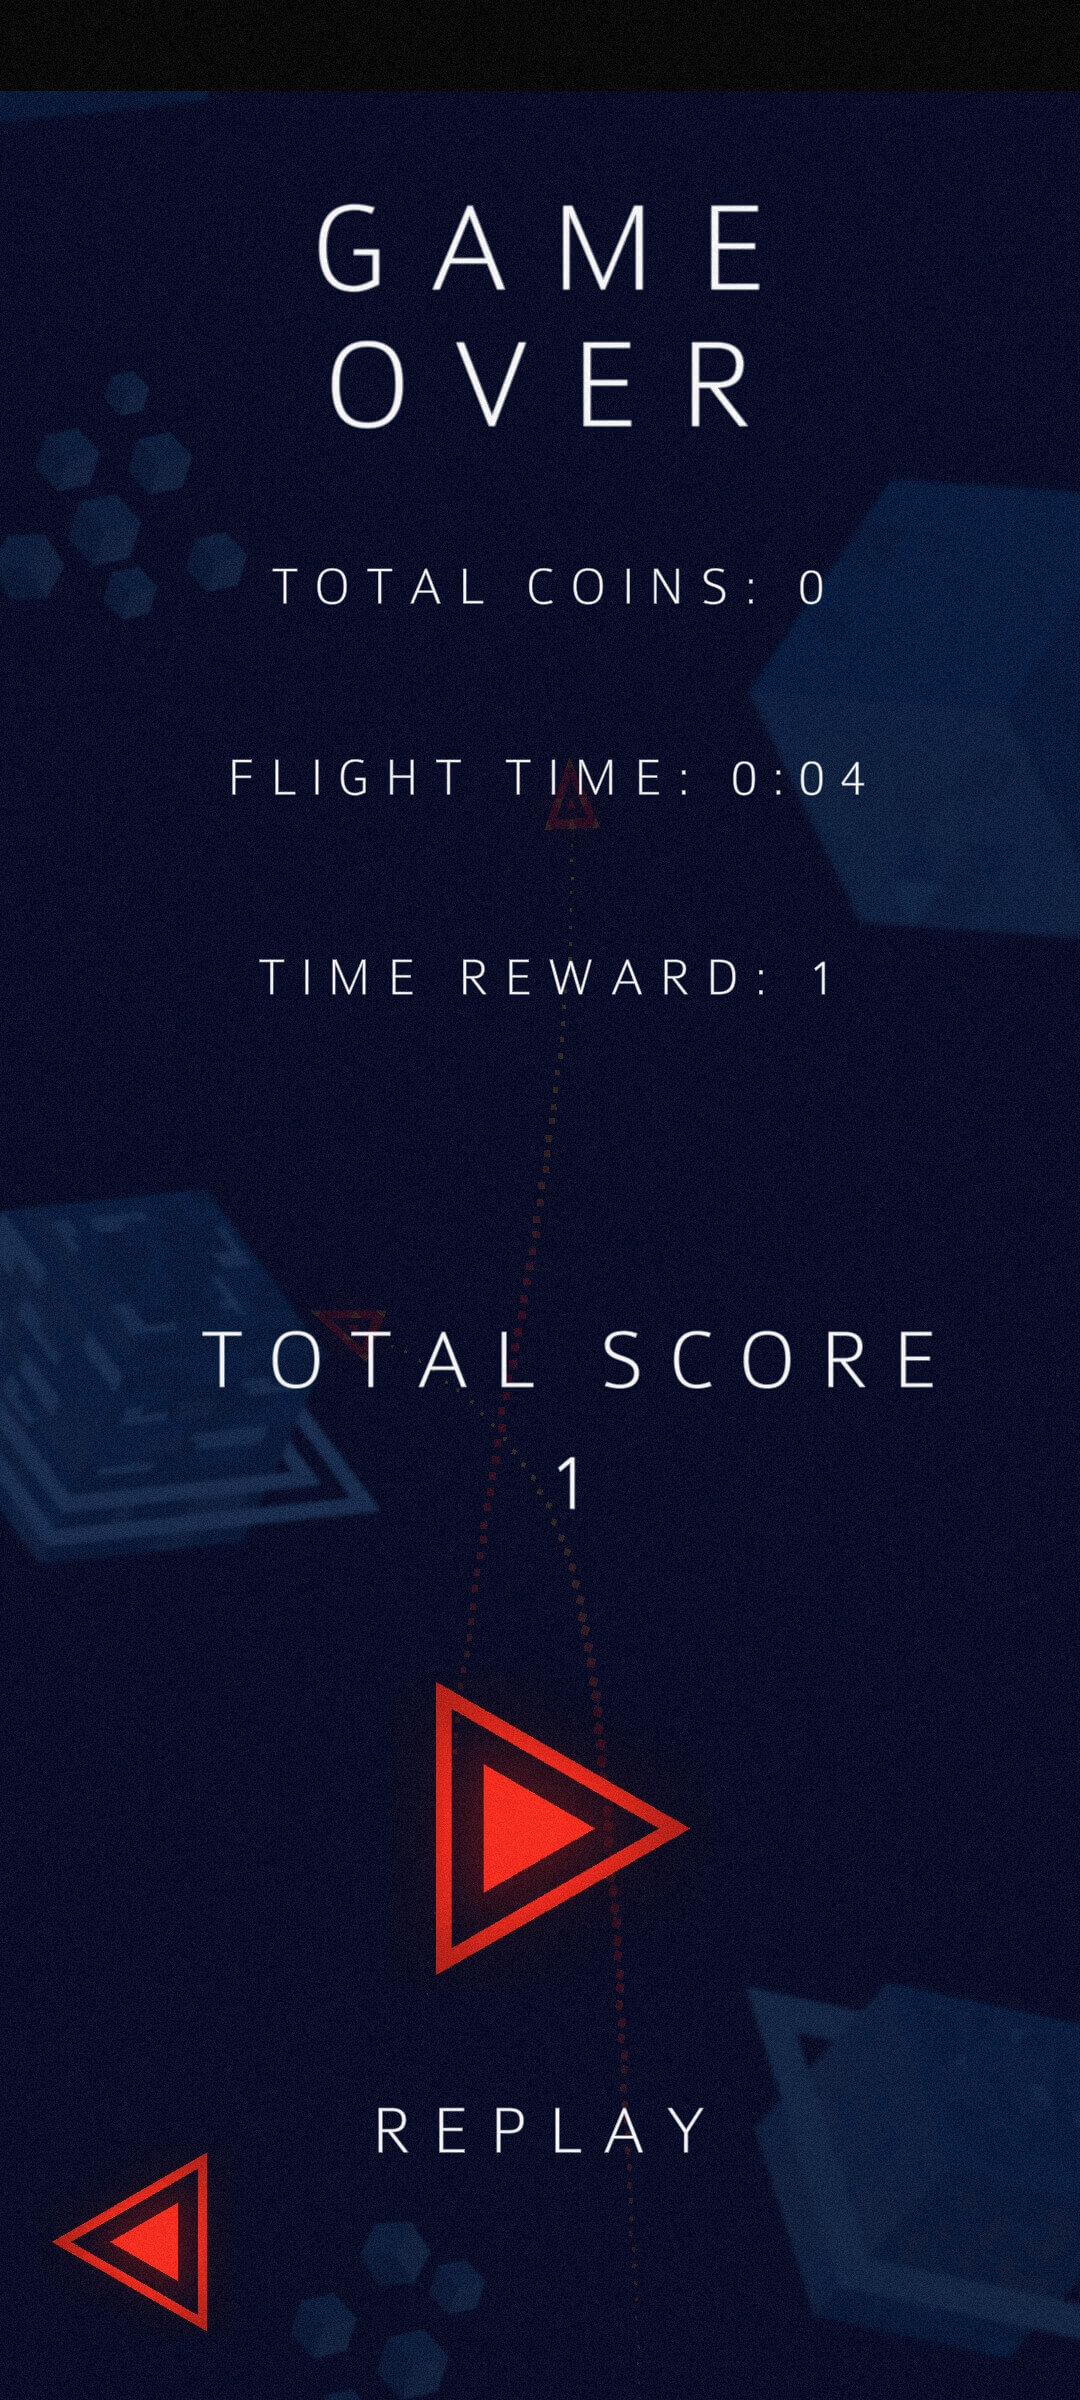 GAME
OVER
TOTAL COINS: 0
FLIGHT TIME: 0:04
TIME REWARD: 1
TOTAL SCORE
1
REPLAY